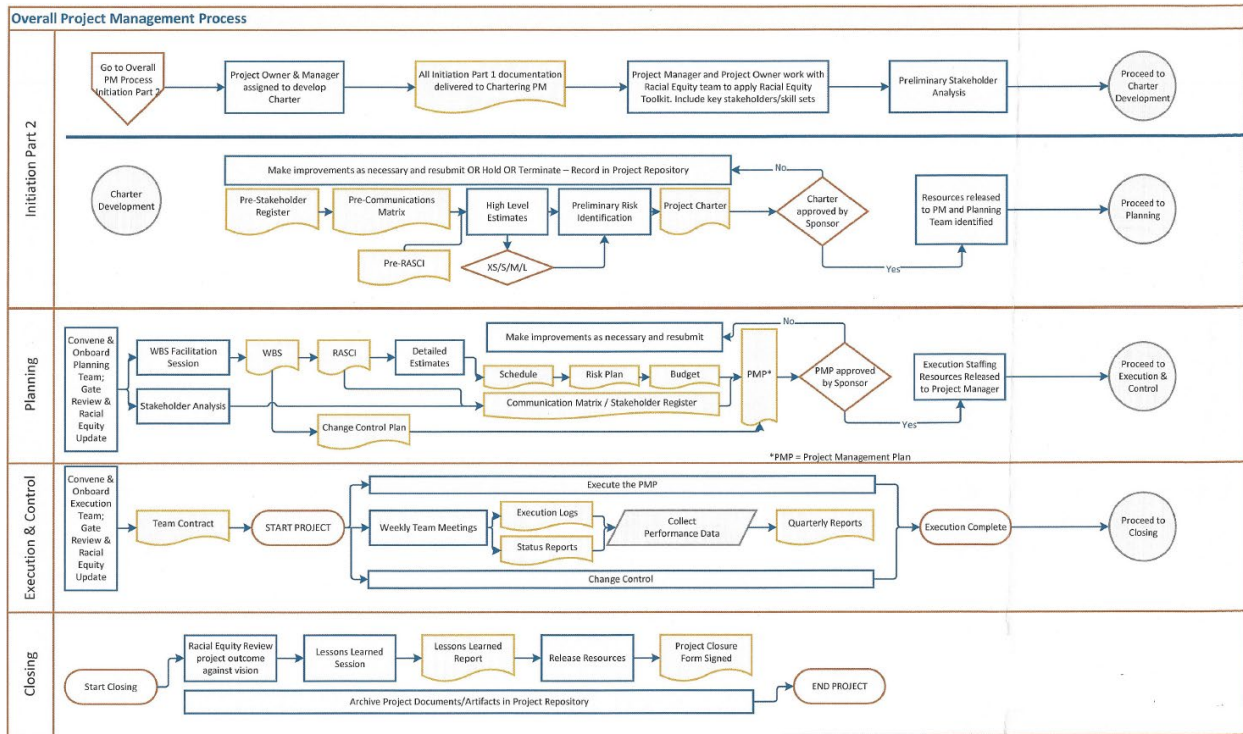 Overall Project Management Process
Initiation Part 2
Go to Overall
PM Process
Initiation Part 2
Project Owner & Manager
assigned to develop
Charter
All Initiation Part 1 documentation
delivered to Chartering PM
Project Manager and Project Owner work with
Racial Equity team to apply Racial Equity
Toolkit. Include key stakeholders/skill sets
Preliminary Stakeholder
Analysis
Proceed to
Charter
Development
Charter
Development
Make improvements as necessary and resubmit OR Hold OR Terminate – Record in Project Repository
Pre-Stakeholder
Register
Pre-Communications
Matrix
Pre-RASCI
High Level
Estimates
XS/S/M/L
Preliminary Risk
Identification
Project Charter
No
Charter
approved by
Sponsor
Yes
Resources released
to PM and Planning
Team identified
Proceed to
Planning
Planning
Convene &
Onboard
Planning
Team;
Gate
Review &
Racial
Equity
Update
WBS Facilitation
Session
WBS
RASCI
Detailed
Estimates
Make improvements as necessary and resubmit
Schedule
Risk Plan
Budget
Stakeholder Analysis
Communication Matrix / Stakeholder Register
Change Control Plan
PMP*
No
PMP approved
by Sponsor
Yes
Execution Staffing
Resources Released
to Project Manager
Proceed to
Execution &
Control
*PMP = Project Management Plan
Execution & Control
Convene &
Onboard
Execution
Team;
Gate
Review &
Racial
Equity
Update
Team Contract
START PROJECT
Execute the PMP
Weekly Team Meetings
Execution Logs
Status Reports
Collect
Performance Data
Quarterly Reports
Change Control
Execution Complete
Proceed to
Closing
Closing
Start Closing
Racial Equity Review
project outcome
against vision
Lessons Learned
Session
Lessons Learned
Report
Release Resources
Project Closure
Form Signed
Archive Project Documents/Artifacts in Project Repository
END PROJECT